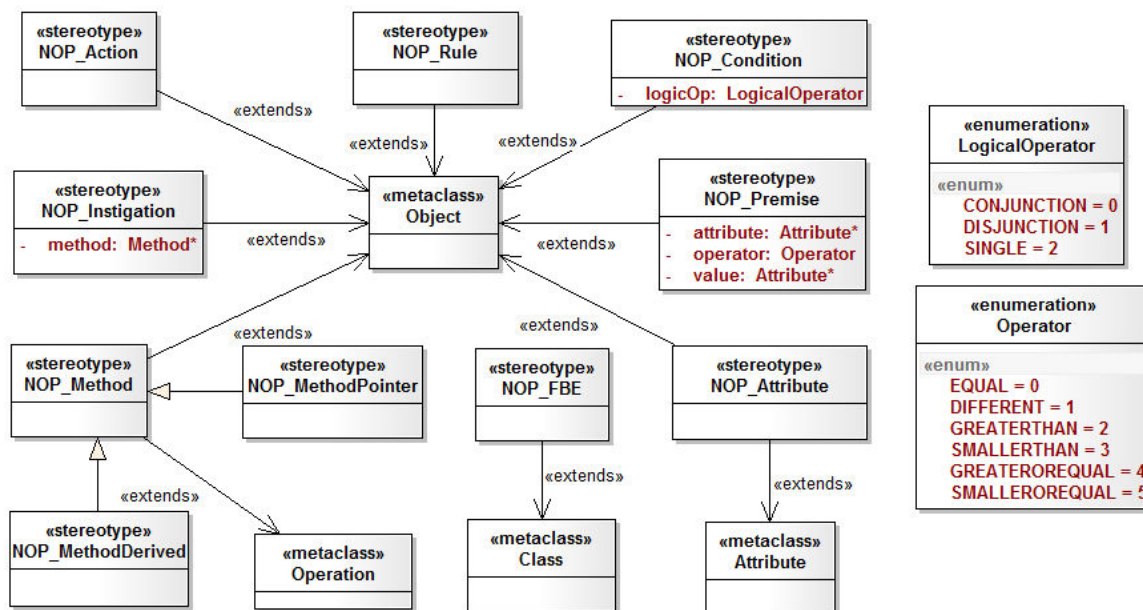 «stereotype»
NOP_Action
«stereotype»
NOP_Rule
«stereotype»
NOP_Condition
- logicOp: LogicalOperator
«extends»
«extends»
«extends»
«enumeration»
LogicalOperator
«enum»
CONJUNCTION = 0
DISJUNCTION = 1
SINGLE = 2
«stereotype»
NOP_Instigation
- method: Method*
«metaclass»
Object
«stereotype»
NOP_Premise
- attribute: Attribute*
- operator: Operator
- value: Attribute*
«extends»
«extends»
«enumeration»
Operator
«enum»
EQUAL = 0
DIFFERENT = 1
GREATERTHAN = 2
SMALLERTHAN = 3
GREATEROREQUAL = 4
SMALLEROREQUAL = 5
«extends»
«extends»
«stereotype»
NOP_Method
«stereotype»
NOP_MethodPointer
«stereotype»
NOP_FBE
«stereotype»
NOP_Attribute
«extends»
«extends»
«extends»
«stereotype»
NOP_MethodDerived
«metaclass»
Operation
«metaclass»
Class
«metaclass»
Attribute